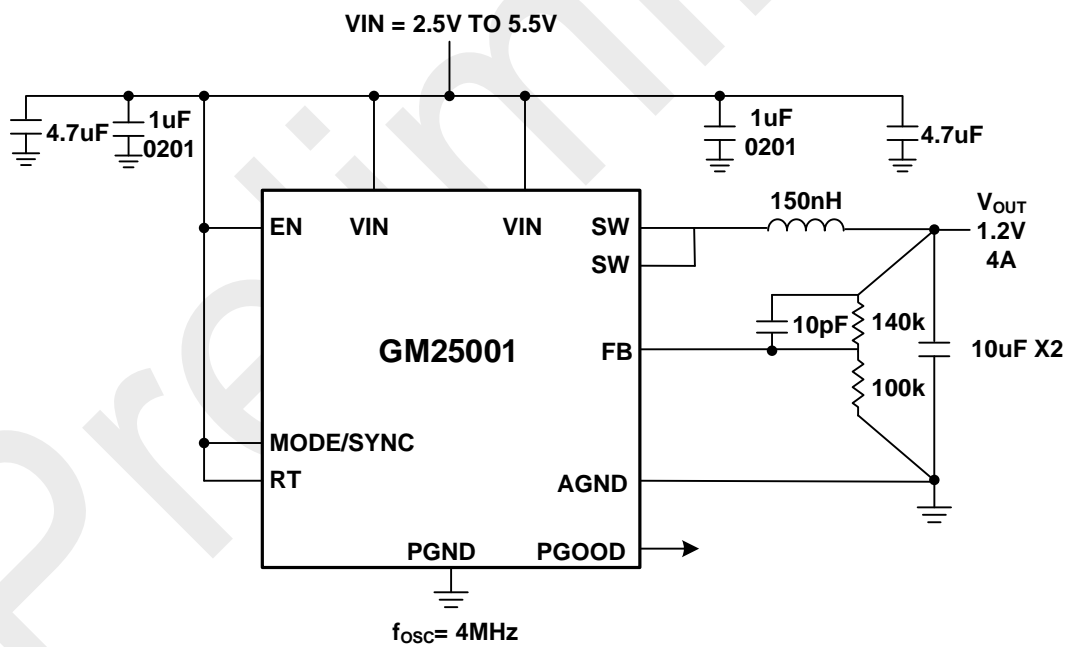 VIN = 2.5V TO 5.5V
4.7uF
1uF
0201
1uF
0201
4.7uF
150nH
VOUT
1.2V
4A
EN
VIN
VIN
SW
SW
10pF
140k
10uF X2
GM25001
FB
100k
MODE/SYNC
RT
AGND
PGND
PGOOD
fOSC= 4MHz